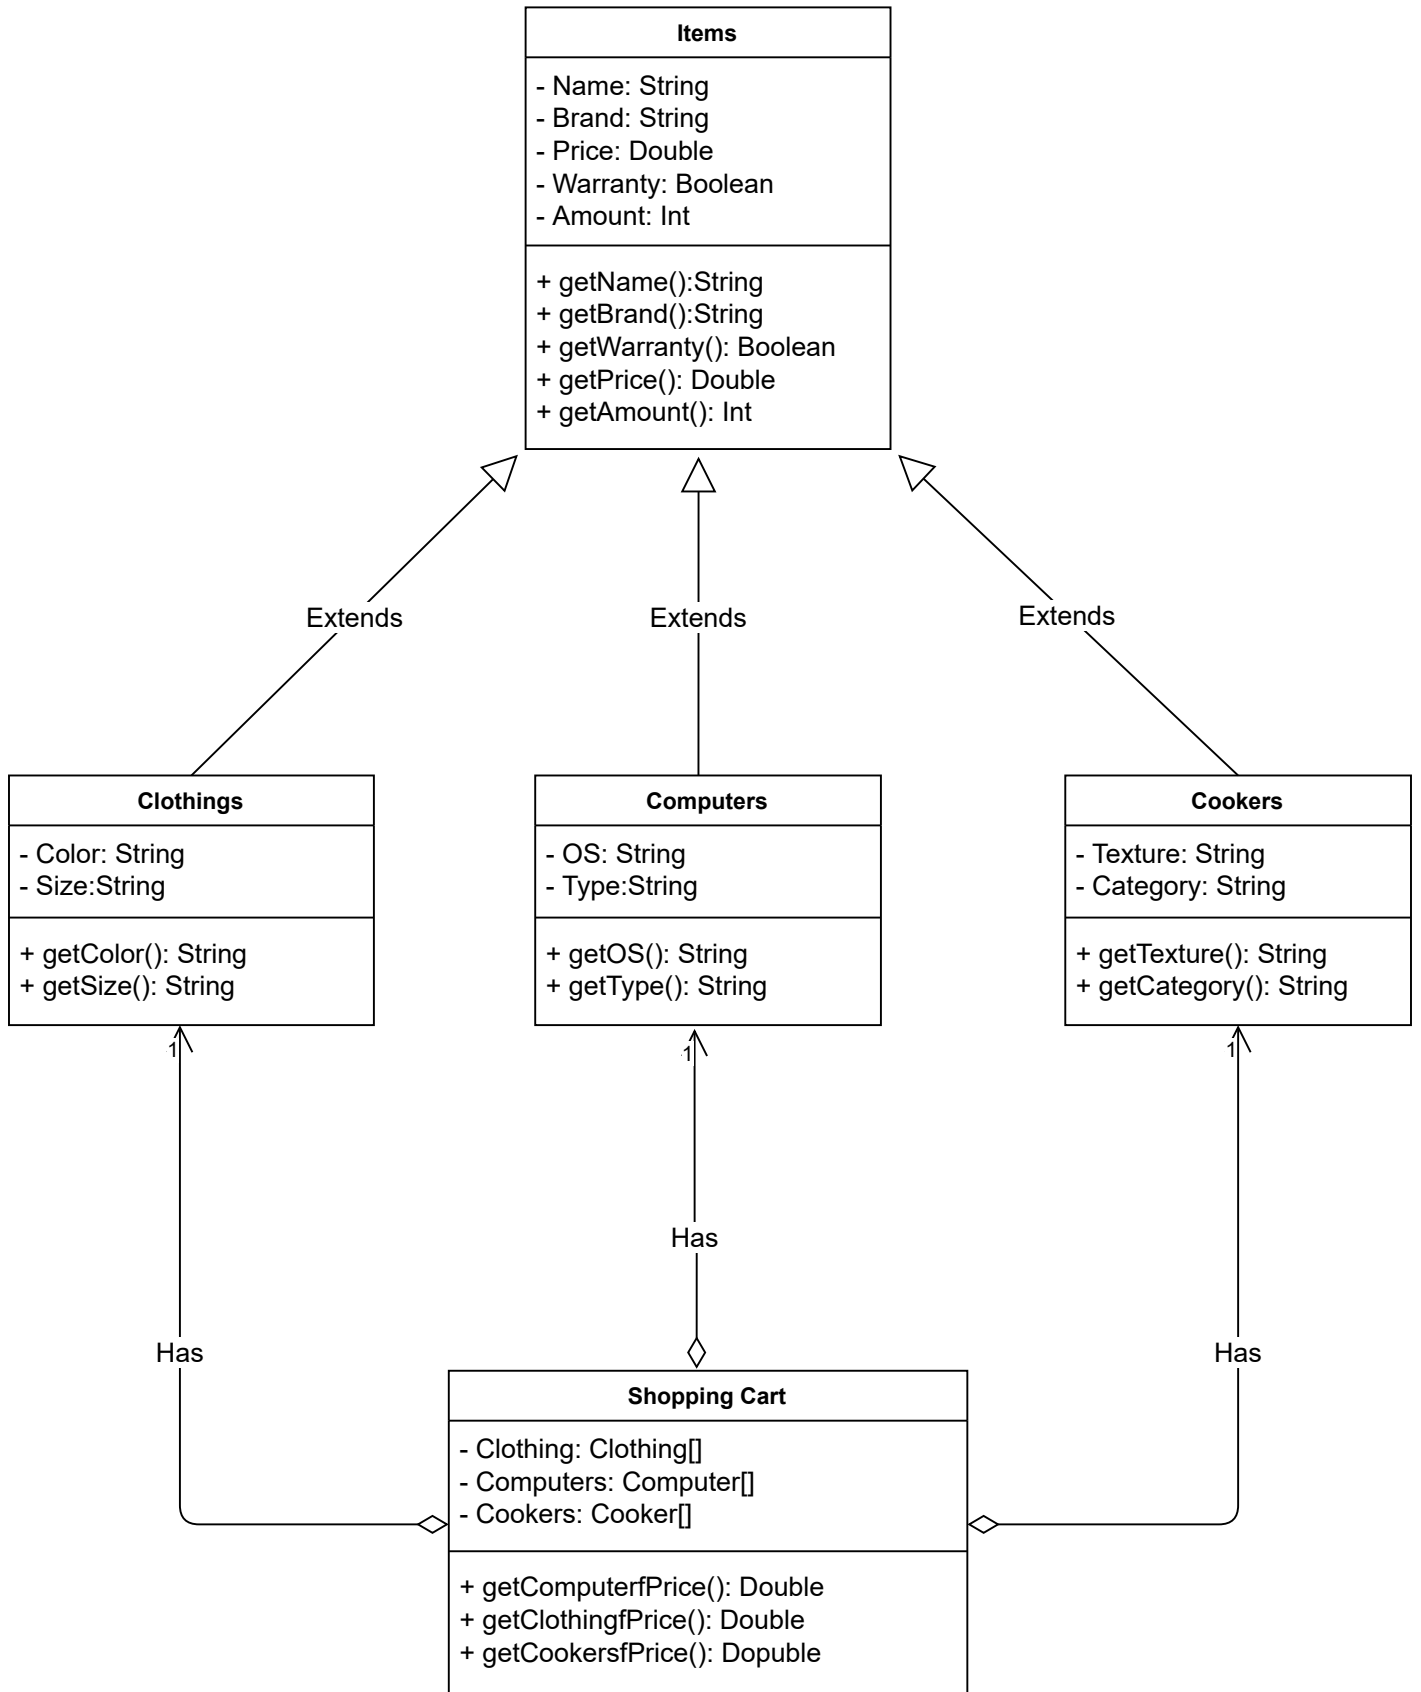 Items
- Name: String
- Brand: String
- Price: Double
- Warranty: Boolean
- Amount: Int
+ getName():String
+ getBrand():String
+ getWarranty(): Boolean
+ getPrice(): Double
+ getAmount(): Int
Extends
Extends
Extends
Clothings
- Color: String
- Size:String
+ getColor(): String
+ getSize(): String
Computers
- OS: String
- Type:String
+ getOS(): String
+ getType(): String
Cookers
- Texture: String
- Category: String
+ getTexture(): String
+ getCategory(): String
1
1
1
Has
Has
Has
Shopping Cart
- Clothing: Clothing[]
- Computers: Computer[]
- Cookers: Cooker[]
+ getComputerfPrice(): Double
+ getClothingfPrice(): Double
+ getCookersfPrice(): Dopuble